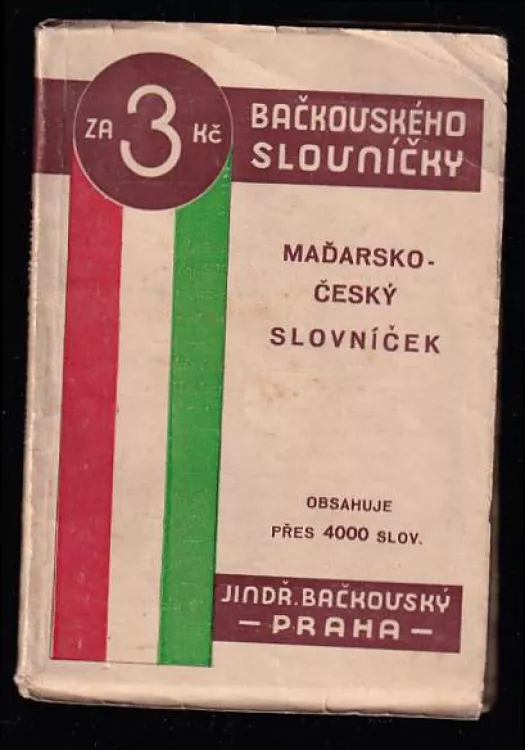 ZA 3 Kč
BAČKOVSKÉHO
SLOVNÍČKY
MAĎARSKO-
ČESKÝ
SLOVNÍČEK
OBSAHUJE
PŘES 4000 SLOV.
JINDŘ. BAČKOVSKÝ
— PRAHA —